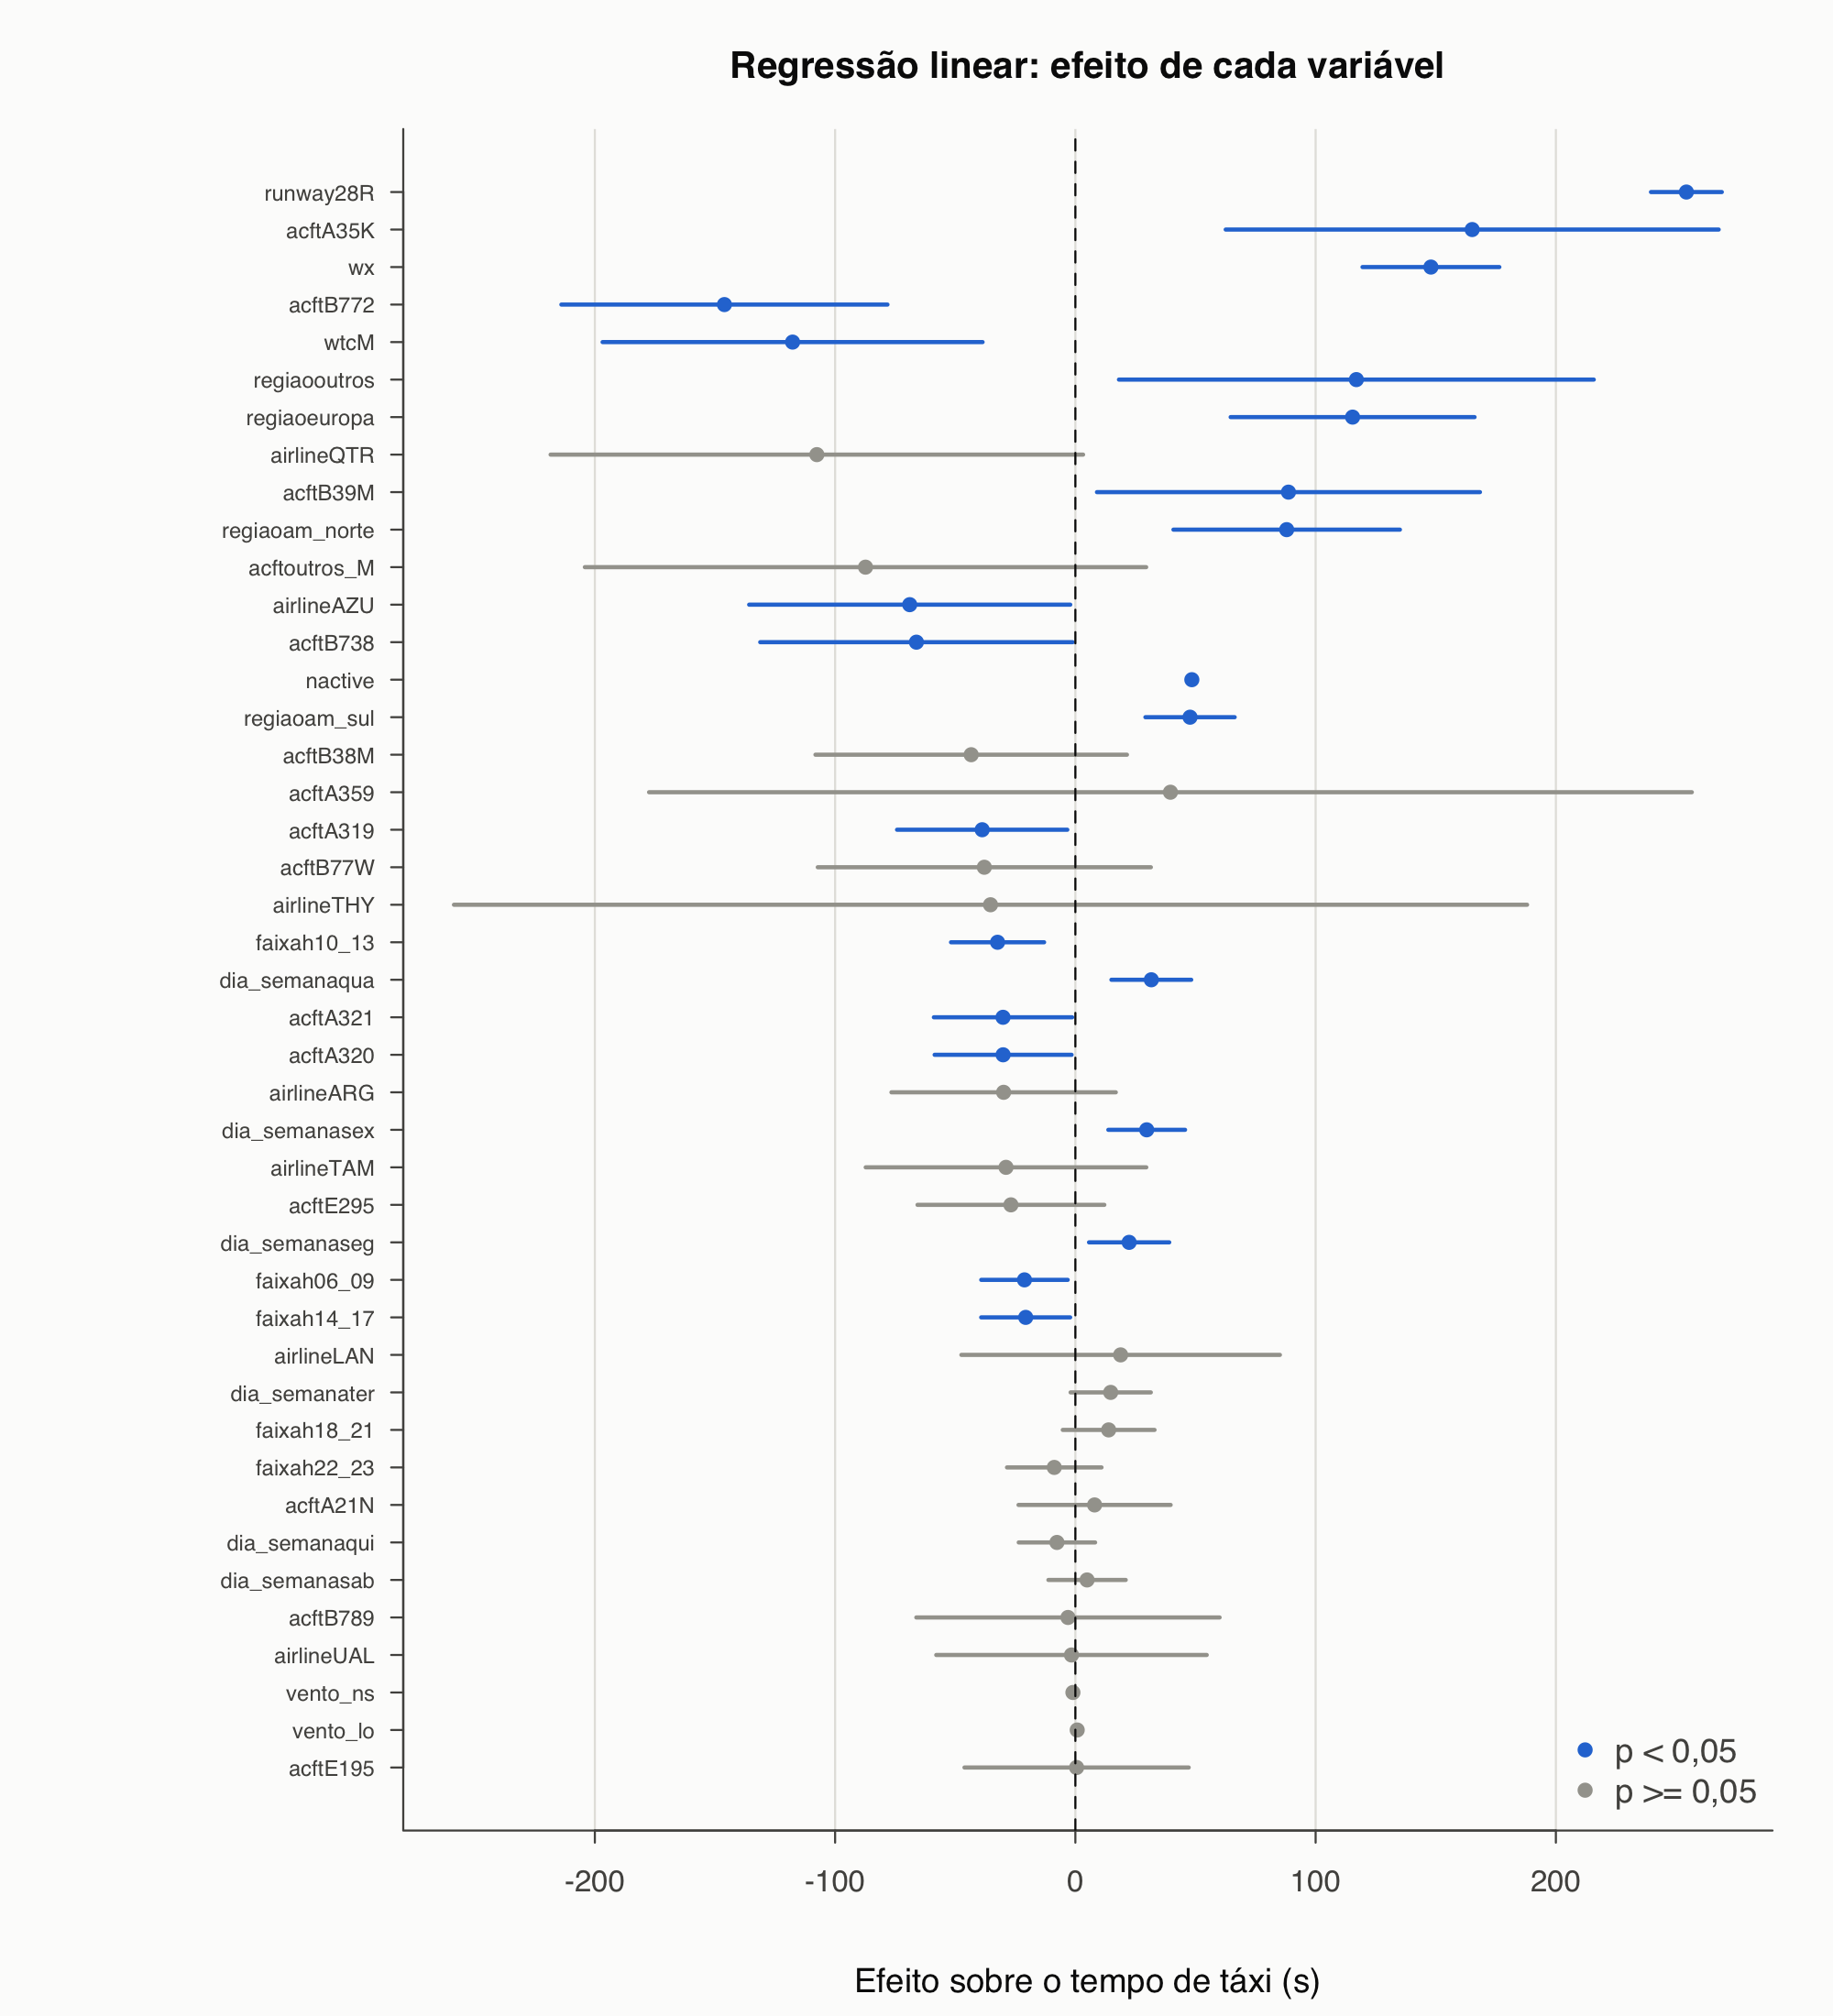 Regressão linear: efeito de cada variável
runway28R
acftA35K
wx
acftB772
wtcM
regiaooutros
regiaoeuropa
airlineQTR
acftB39M
regiaoam_norte
acftoutros_M
airlineAZU
acftB738
nactive
regiaoam_sul
acftB38M
acftA359
acftA319
acftB77W
airlineTHY
faixah10_13
dia_semanaqua
acftA321
acftA320
airlineARG
dia_semanasex
airlineTAM
acftE295
dia_semanaseg
faixah06_09
faixah14_17
airlineLAN
dia_semanater
faixah18_21
faixah22_23
acftA21N
dia_semanaqui
dia_semanasab
acftB789
airlineUAL
vento_ns
vento_lo
acftE195
p < 0,05
p >= 0,05
-200 -100 0 100 200
Efeito sobre o tempo de táxi (s)